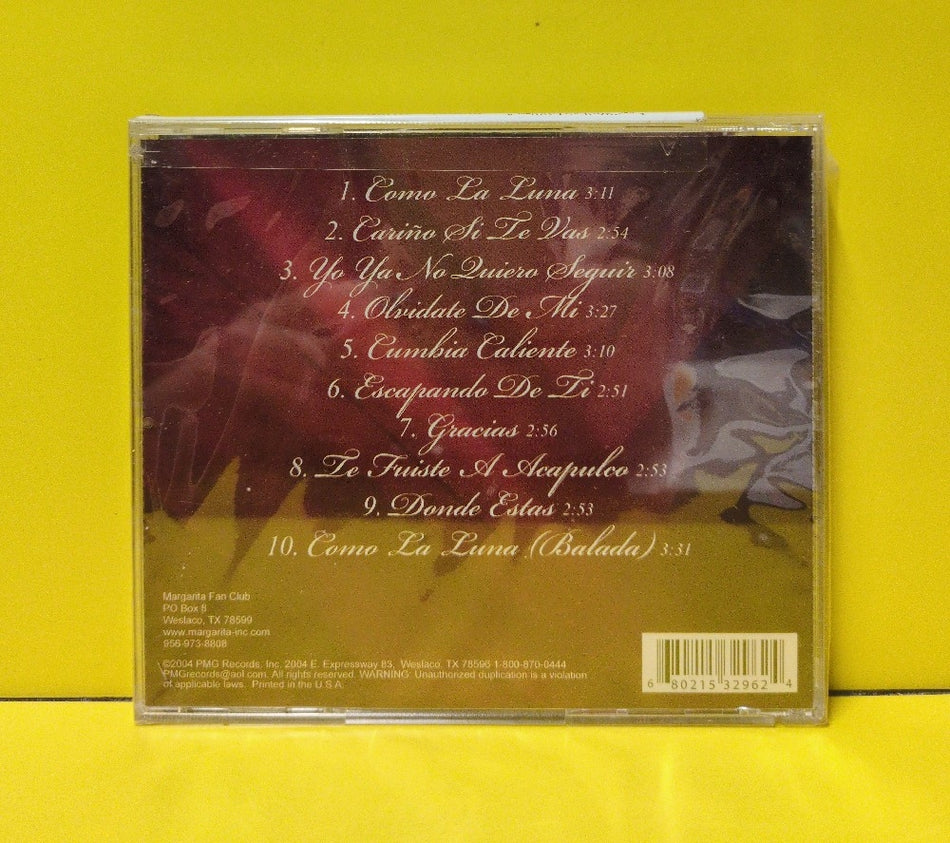 1. Como La Luna 3:11
2. Cariño Si Te Vas 2:54
3. Yo Ya No Quiero Seguir 3:08
4. Olvidate De Mi 3:27
5. Cumbia Caliente 3:10
6. Escapando De Ti 2:51
7. Gracias 2:56
8. Te Fuiste A Acapulco 2:53
9. Donde Estas 2:53
10. Como La Luna (Balada) 3:31
Margarita Fan Club
PO Box 8
Weslaco, TX 78599
www.margarita-inc.com
956-973-8808
©2004 PMG Records, Inc. 2004 E. Expressway 83, Weslaco, TX 78596 1-800-870-0444
PMGrecords@aol.com. All rights reserved. WARNING: Unauthorized duplication is a violation
of applicable laws. Printed in the U.S.A.
6 80215 32962 4